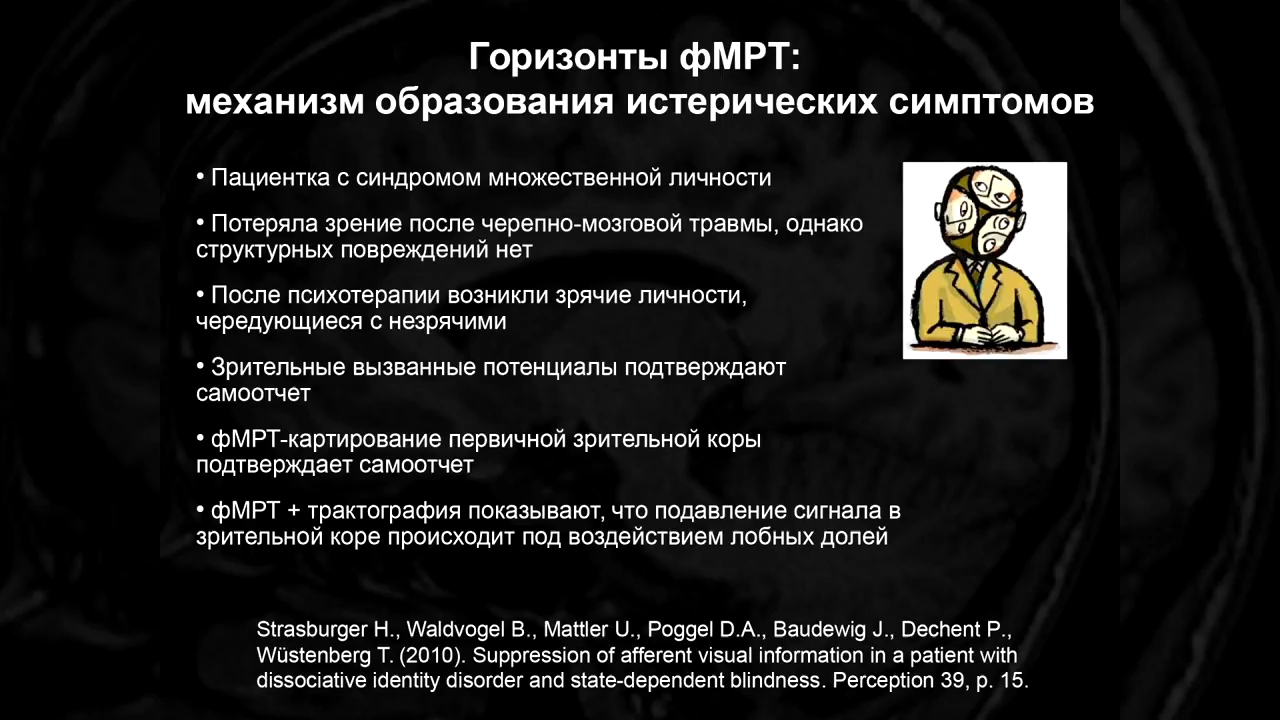 Горизонты фМРТ:
механизм образования истерических симптомов
• Пациентка с синдромом множественной личности
• Потеряла зрение после черепно-мозговой травмы, однако
структурных повреждений нет
• После психотерапии возникли зрячие личности,
чередующиеся с незрячими
• Зрительные вызванные потенциалы подтверждают
самоотчет
• фМРТ-картирование первичной зрительной коры
подтверждает самоотчет
• фМРТ + трактография показывают, что подавление сигнала в
зрительной коре происходит под воздействием лобных долей
Strasburger H., Waldvogel B., Mattler U., Poggel D.A., Baudewig J., Dechent P.,
Wüstenberg T. (2010). Suppression of afferent visual information in a patient with
dissociative identity disorder and state-dependent blindness. Perception 39, p. 15.